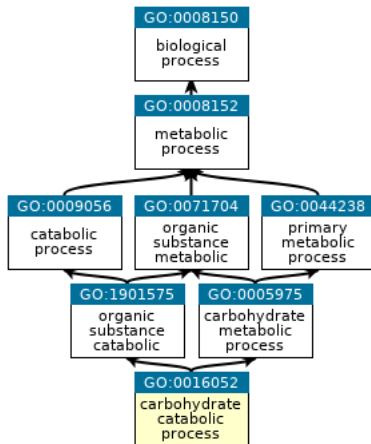 GO:0008150
biological
process
GO:0008152
metabolic
process
GO:0009056
catabolic
process
GO:0071704
organic
substance
metabolic
GO:0044238
primary
metabolic
process
GO:1901575
organic
substance
catabolic
GO:0005975
carbohydrate
metabolic
process
GO:0016052
carbohydrate
catabolic
process